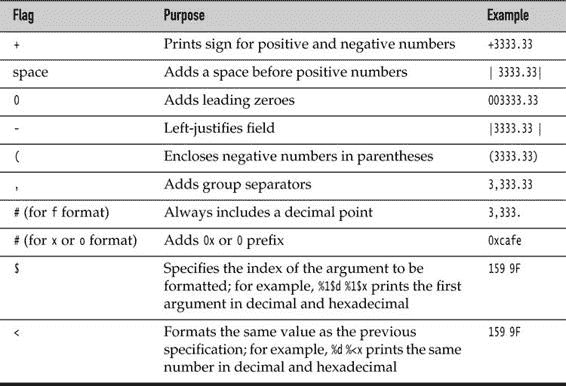 Flag Purpose Example
+ Prints sign for positive and negative numbers +3333.33
space Adds a space before positive numbers | 3333.33|
0 Adds leading zeroes 003333.33
- Left-justifies field |3333.33 |
( Encloses negative numbers in parentheses (3333.33)
, Adds group separators 3,333.33
# (for f format) Always includes a decimal point 3,333.
# (for x or o format) Adds 0x or 0 prefix 0xcafe
$ Specifies the index of the argument to be 159 9F
formatted; for example, %1$d %1$x prints the first
argument in decimal and hexadecimal
< Formats the same value as the previous 159 9F
specification; for example, %d %<x prints the same
number in decimal and hexadecimal